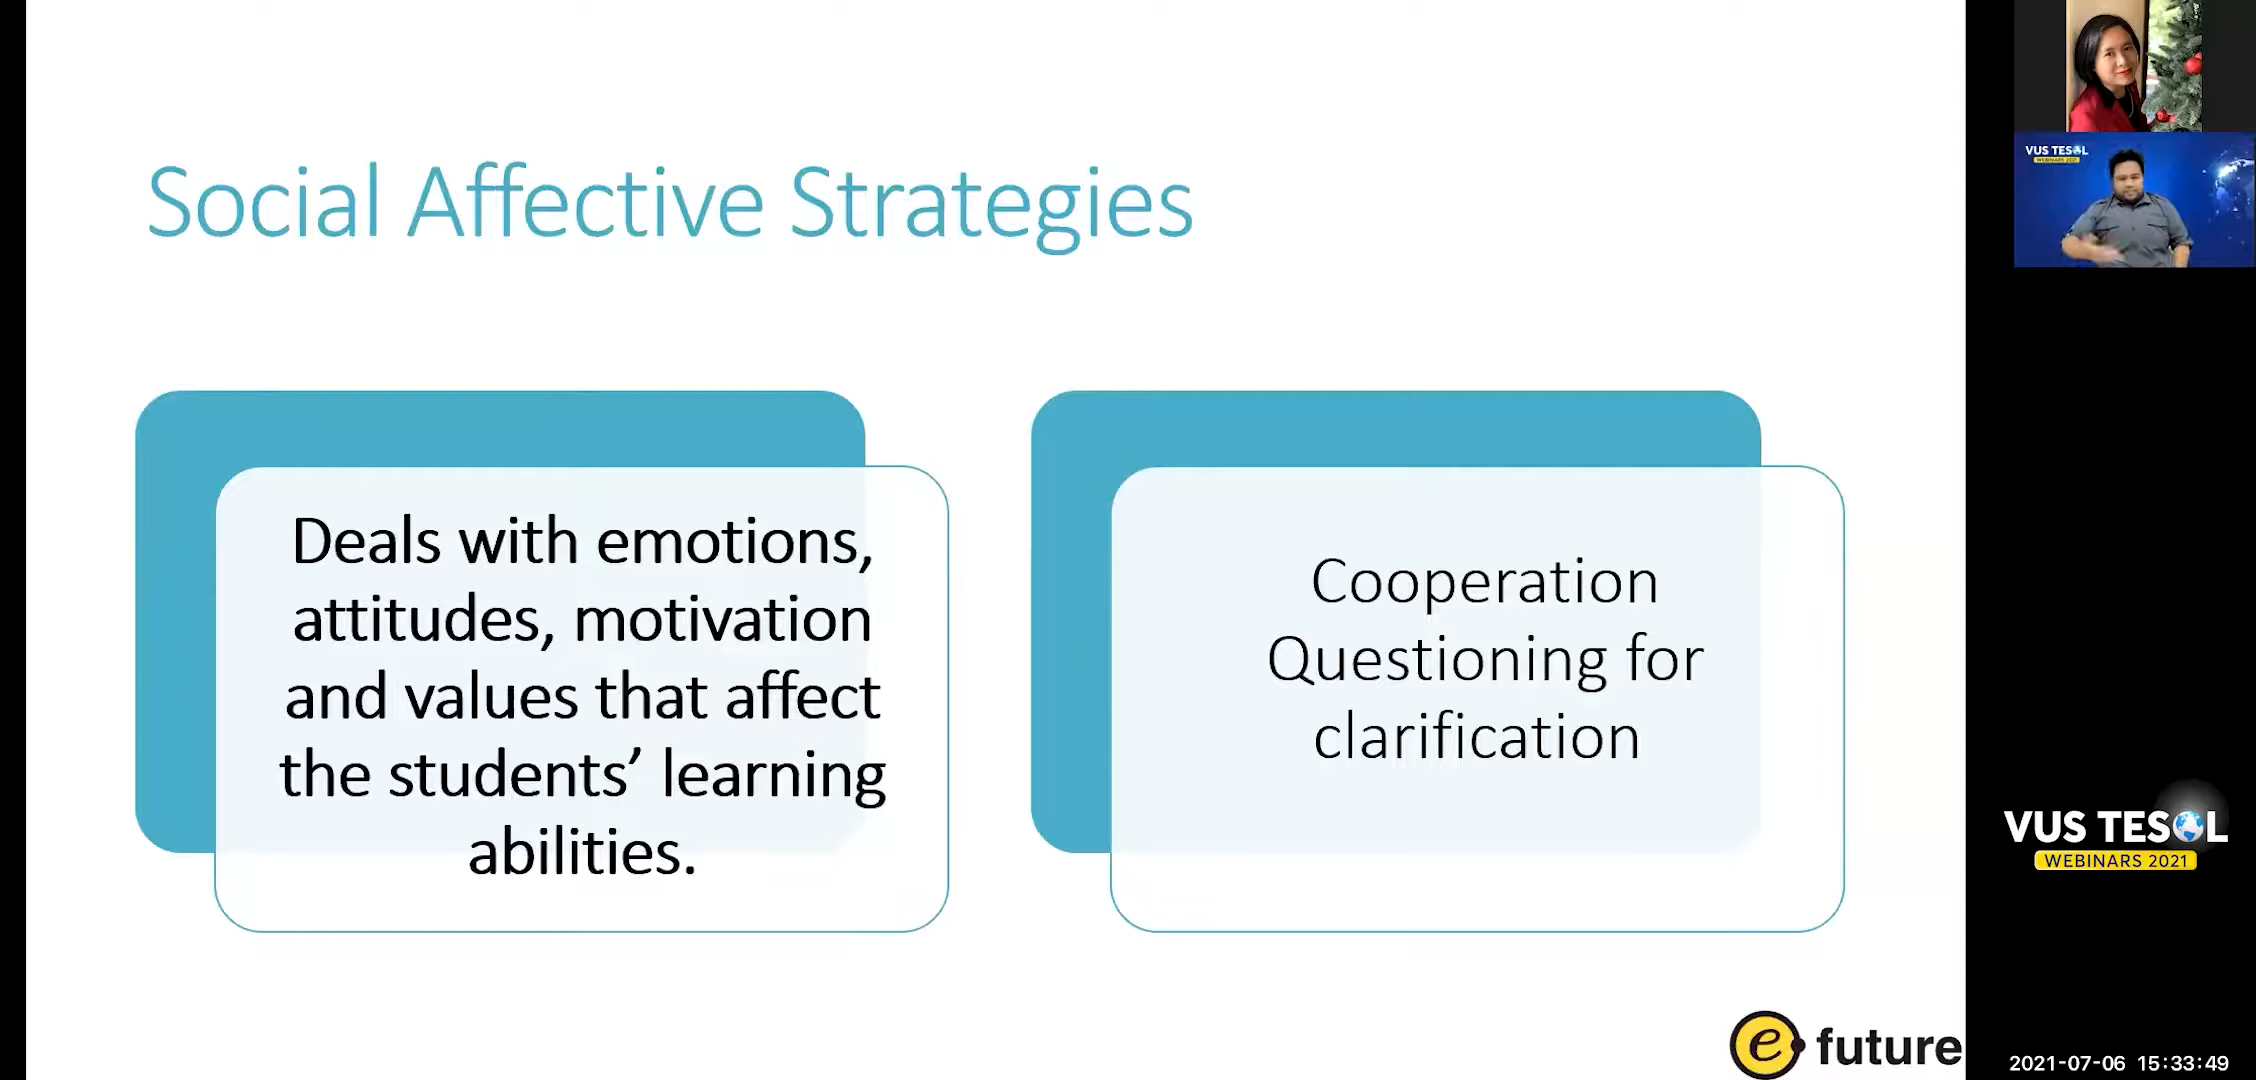 Social Affective Strategies
Deals with emotions,
attitudes, motivation
and values that affect
the students’ learning
abilities.
Cooperation
Questioning for
clarification
e future
VUS TESOL
WEBINARS 2021
VUS TESOL
WEBINARS 2021
2021-07-06 15:33:49